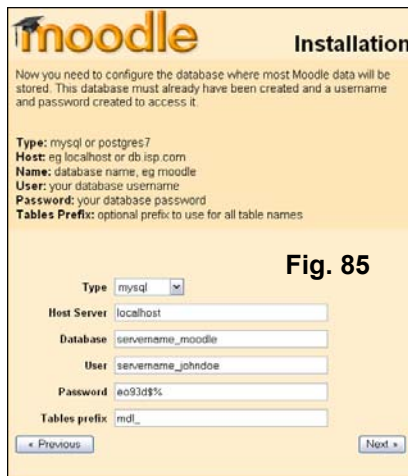 moodle
Installation
Now you need to configure the database where most Moodle data will be
stored. This database must already have been created and a username
and password created to access it.
Type: mysql or postgres7
Host: eg localhost or db.isp.com
Name: database name, eg moodle
User: your database username
Password: your database password
Tables Prefix: optional prefix to use for all table names
Fig. 85
Type mysql
Host Server localhost
Database servername_moodle
User servername_johndoe
Password eo93d$%
Tables prefix mdl_
« Previous Next »